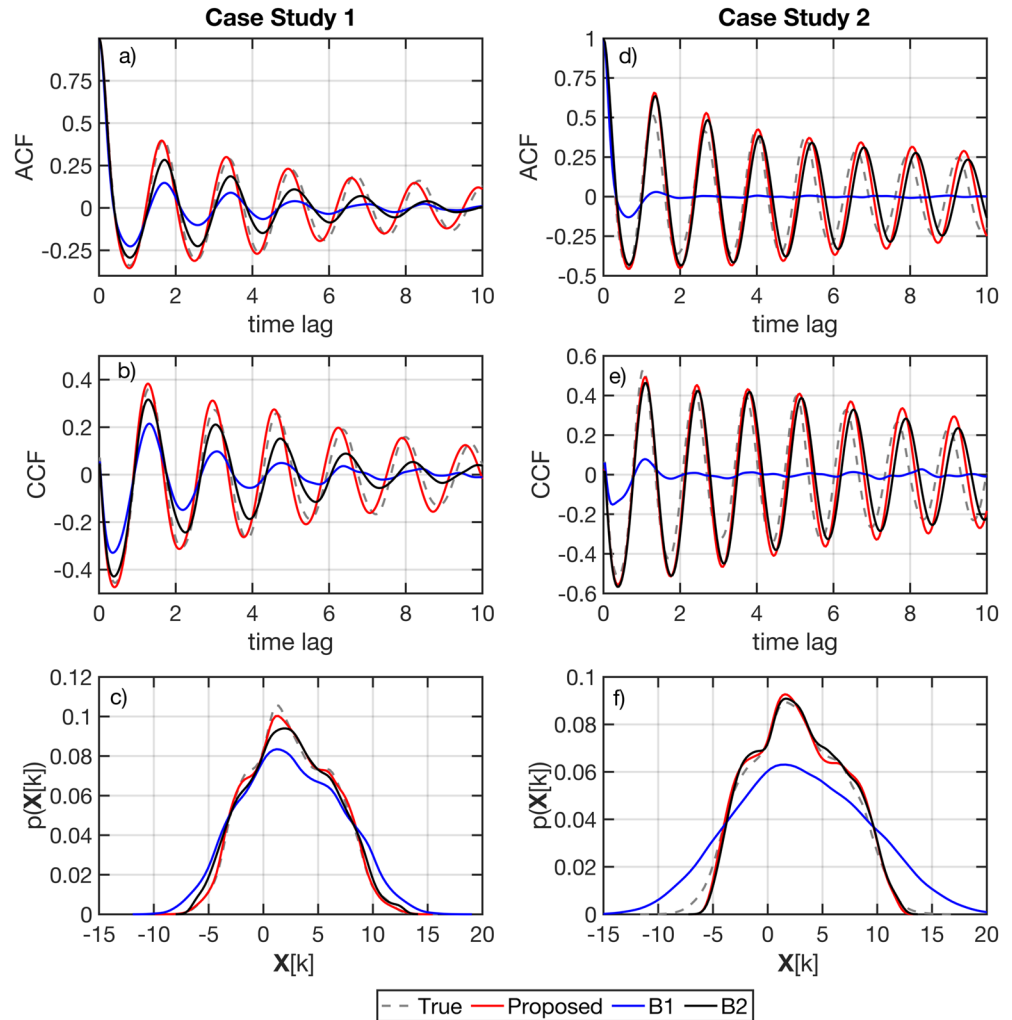 Case Study 1
Case Study 2
a)
ACF
0.75
0.5
0.25
0
-0.25
0 2 4 6 8 10
time lag
d)
ACF
1
0.75
0.5
0.25
0
-0.25
-0.5
0 2 4 6 8 10
time lag
b)
CCF
0.4
0.2
0
-0.2
-0.4
0 2 4 6 8 10
time lag
e)
CCF
0.6
0.4
0.2
0
-0.2
-0.4
-0.6
0 2 4 6 8 10
time lag
c)
p(X[k])
0.12
0.1
0.08
0.06
0.04
0.02
0
-15 -10 -5 0 5 10 15 20
X[k]
f)
p(X[k])
0.1
0.08
0.06
0.04
0.02
0
-15 -10 -5 0 5 10 15 20
X[k]
True Proposed B1 B2